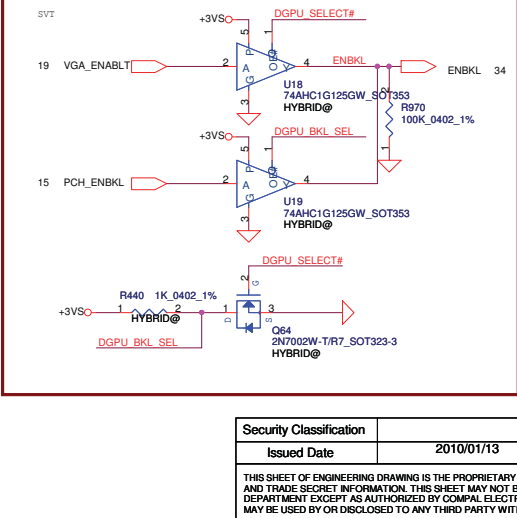 SVT
+3VS
DGPU_SELECT#
5
1
P
OE#
19 VGA_ENABLT
2
A
Y
4
ENBKL
ENBKL 34
G
3
U18
74AHC1G125GW_SOT353
HYBRID@
2
R970
100K_0402_1%
1
+3VS
DGPU_BKL_SEL
5
1
P
OE#
15 PCH_ENBKL
2
A
Y
4
G
3
U19
74AHC1G125GW_SOT353
HYBRID@
DGPU_SELECT#
2
G
R440 1K_0402_1%
+3VS
1
2
HYBRID@
1
D
3
S
DGPU_BKL_SEL
Q64
2N7002W-T/R7_SOT323-3
HYBRID@
Security Classification
Issued Date
2010/01/13
THIS SHEET OF ENGINEERING DRAWING IS THE PROPRIETARY
AND TRADE SECRET INFORMATION. THIS SHEET MAY NOT B
DEPARTMENT EXCEPT AS AUTHORIZED BY COMPAL ELECTR
MAY BE USED BY OR DISCLOSED TO ANY THIRD PARTY WIT